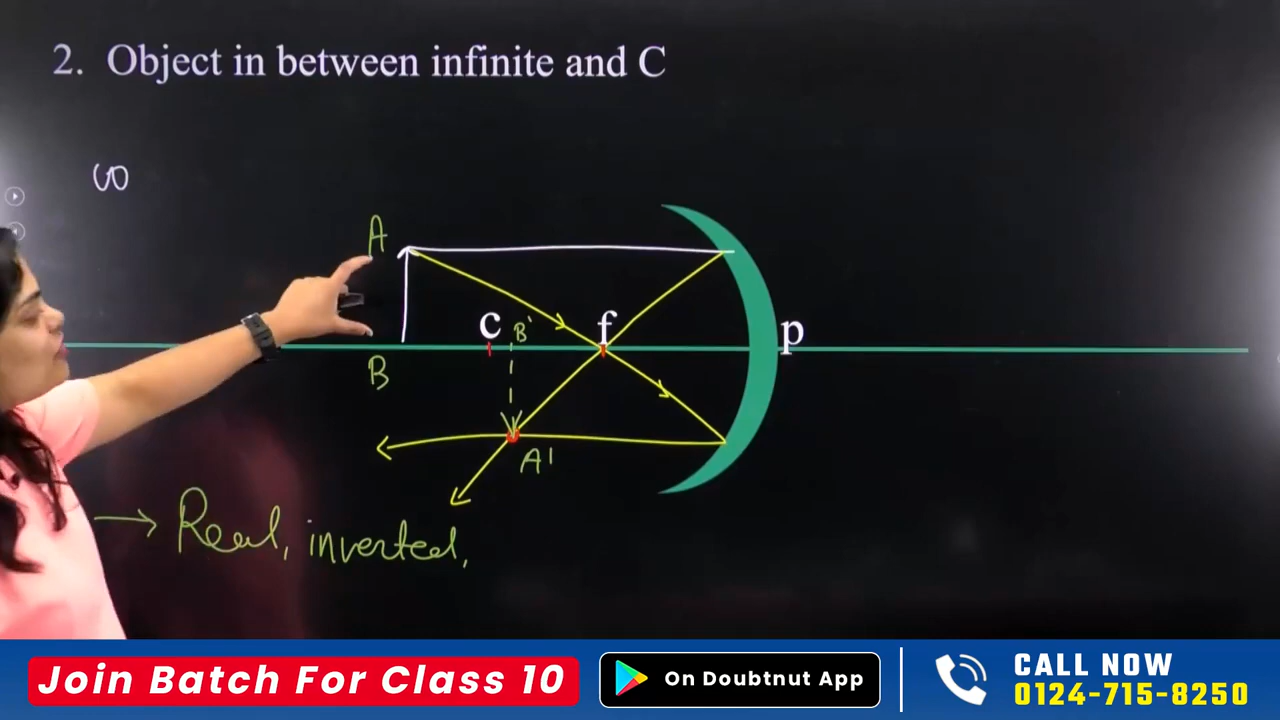 2. Object in between infinite and C
∞
A
c
B'
f
p
B
A'
→ Real, inverted,
Join Batch For Class 10
On Doubtnut App
CALL NOW
0124-715-8250